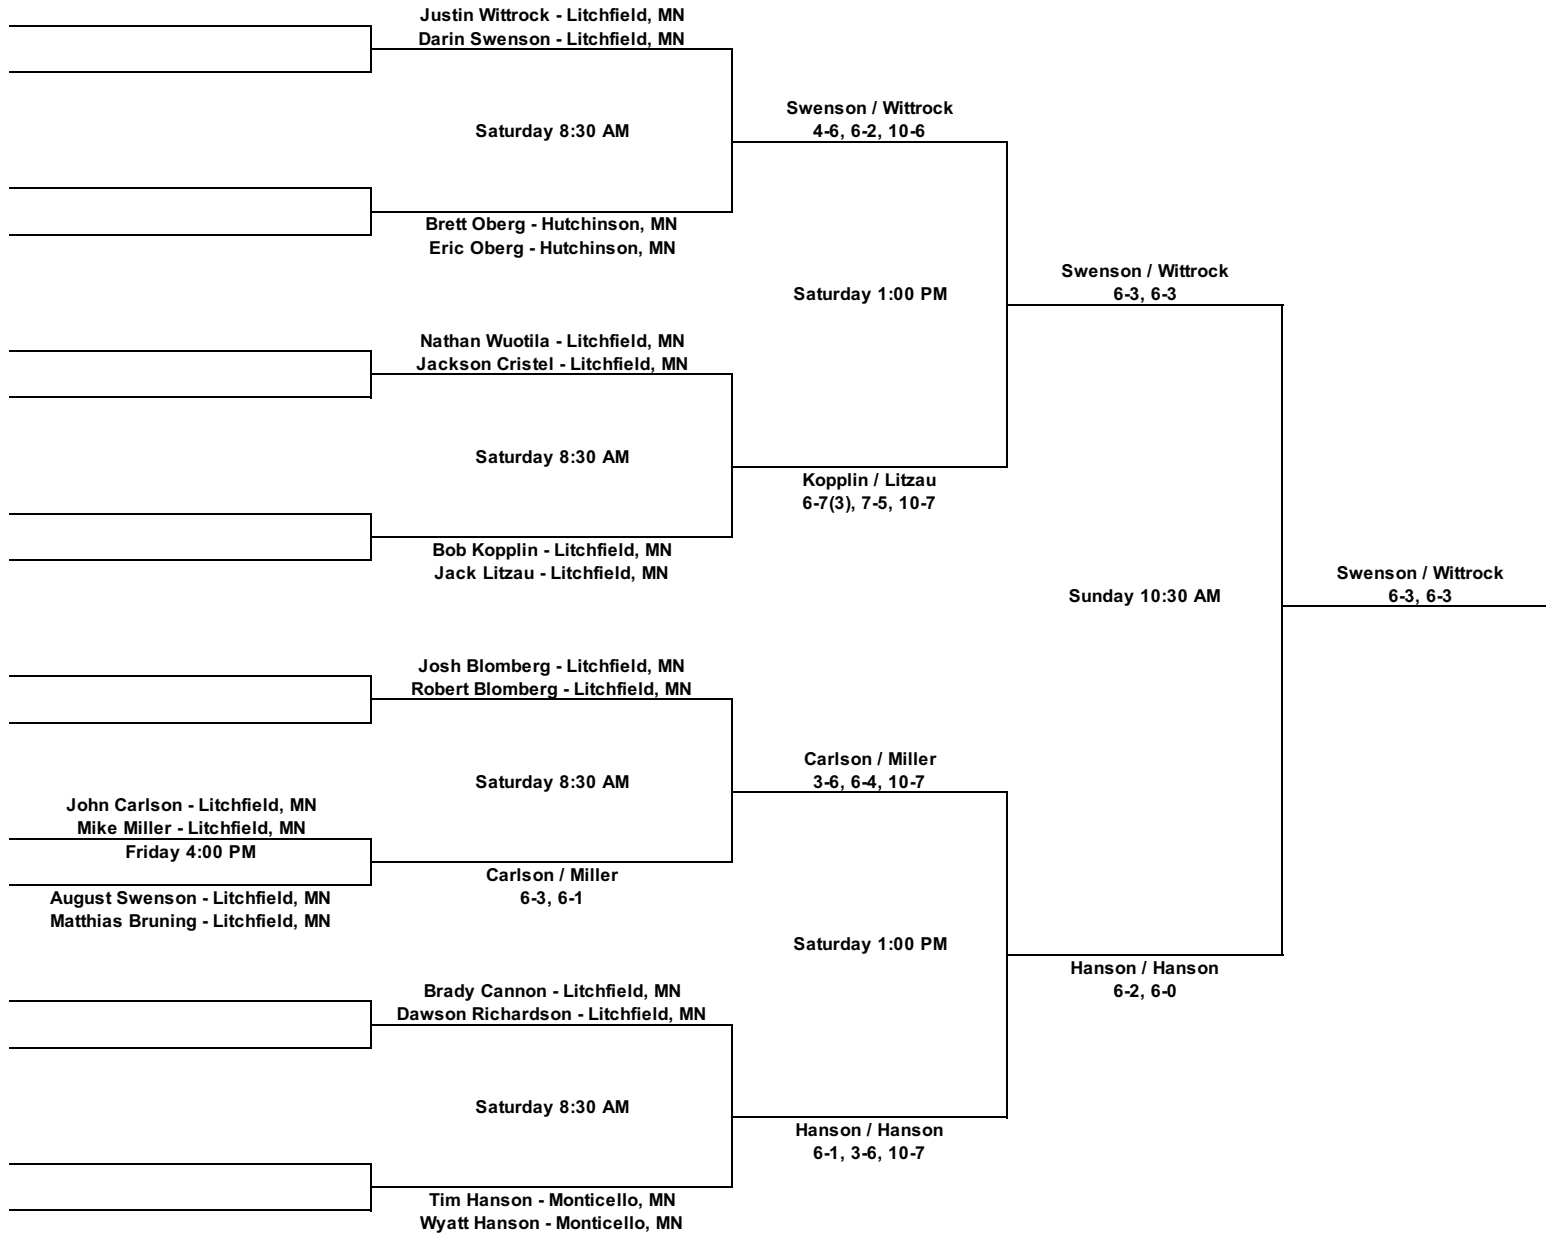 Justin Wittrock - Litchfield, MN
Darin Swenson - Litchfield, MN
Swenson / Wittrock
4-6, 6-2, 10-6
Saturday 8:30 AM
Brett Oberg - Hutchinson, MN
Eric Oberg - Hutchinson, MN
Swenson / Wittrock
6-3, 6-3
Saturday 1:00 PM
Nathan Wuotila - Litchfield, MN
Jackson Cristel - Litchfield, MN
Saturday 8:30 AM
Kopplin / Litzau
6-7(3), 7-5, 10-7
Bob Kopplin - Litchfield, MN
Jack Litzau - Litchfield, MN
Swenson / Wittrock
6-3, 6-3
Sunday 10:30 AM
Josh Blomberg - Litchfield, MN
Robert Blomberg - Litchfield, MN
Carlson / Miller
3-6, 6-4, 10-7
Saturday 8:30 AM
John Carlson - Litchfield, MN
Mike Miller - Litchfield, MN
Friday 4:00 PM
Carlson / Miller
6-3, 6-1
August Swenson - Litchfield, MN
Matthias Bruning - Litchfield, MN
Saturday 1:00 PM
Hanson / Hanson
6-2, 6-0
Brady Cannon - Litchfield, MN
Dawson Richardson - Litchfield, MN
Saturday 8:30 AM
Hanson / Hanson
6-1, 3-6, 10-7
Tim Hanson - Monticello, MN
Wyatt Hanson - Monticello, MN